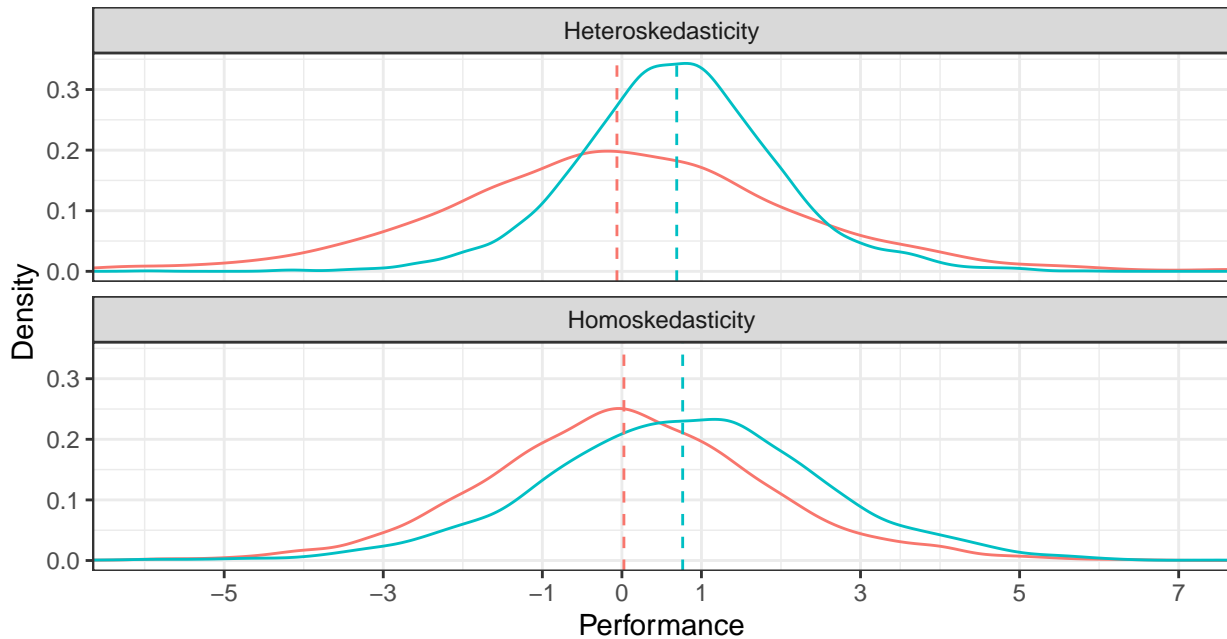 Heteroskedasticity
0.3
0.2
0.1
0.0
Density
Homoskedasticity
0.3
0.2
0.1
0.0
−5 −3 −1 0 1 3 5 7
Performance